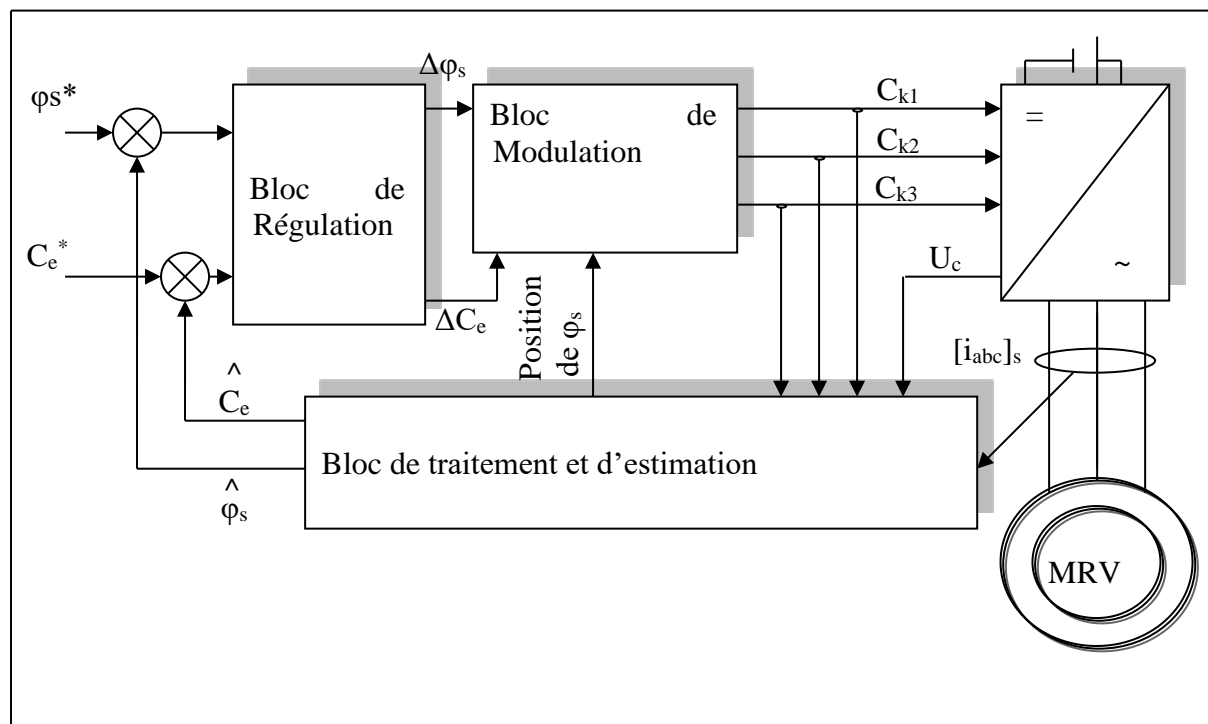 Δφs
φs*
Bloc de
Modulation
Ck1
=
Ck2
Bloc de
Régulation
Ck3
Ce*
Uc
~
ΔCe
Position
de φs
[iabc]s
^
Ce
Bloc de traitement et d’estimation
^
φs
MRV